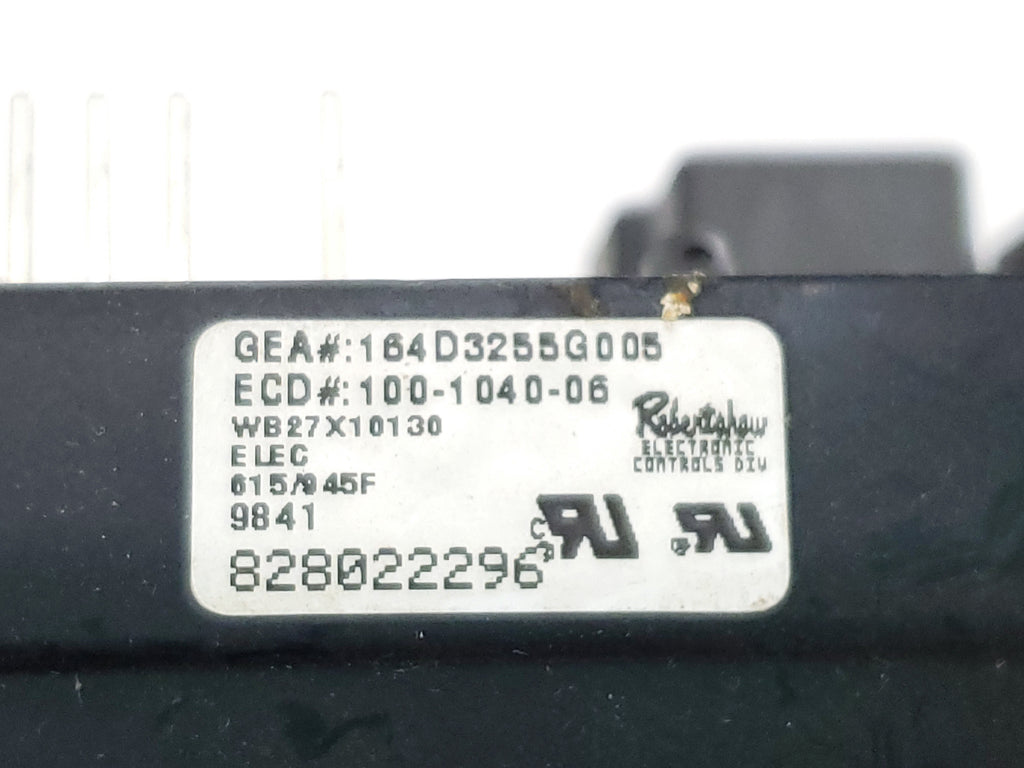 GEA#:164D3255G005
ECD#:100-1040-06
WB27X10130
ELEC
615/945F
9841
828022296
Robertshaw
ELECTRONIC
CONTROLS DIV